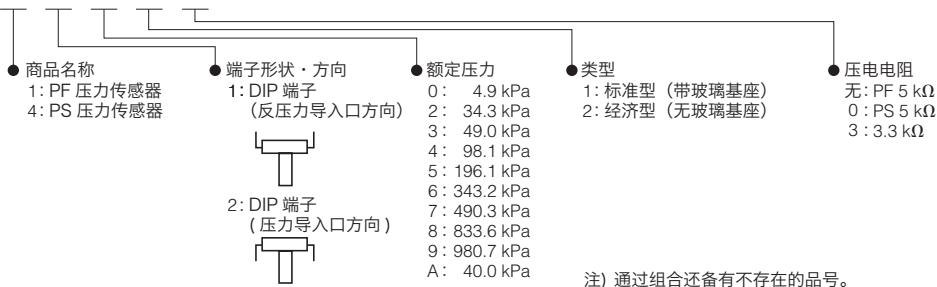 ● 商品名称
1: PF 压力传感器
4: PS 压力传感器
● 端子形状・方向
1: DIP 端子
（反压力导入口方向）
2: DIP 端子
( 压力导入口方向 )
● 额定压力
0: 4.9 kPa
2: 34.3 kPa
3: 49.0 kPa
4: 98.1 kPa
5: 196.1 kPa
6: 343.2 kPa
7: 490.3 kPa
8: 833.6 kPa
9: 980.7 kPa
A: 40.0 kPa
● 类型
1: 标准型（带玻璃基座）
2: 经济型（无玻璃基座）
● 压电电阻
无: PF 5 kΩ
0: PS 5 kΩ
3: 3.3 kΩ
注) 通过组合还备有不存在的品号。